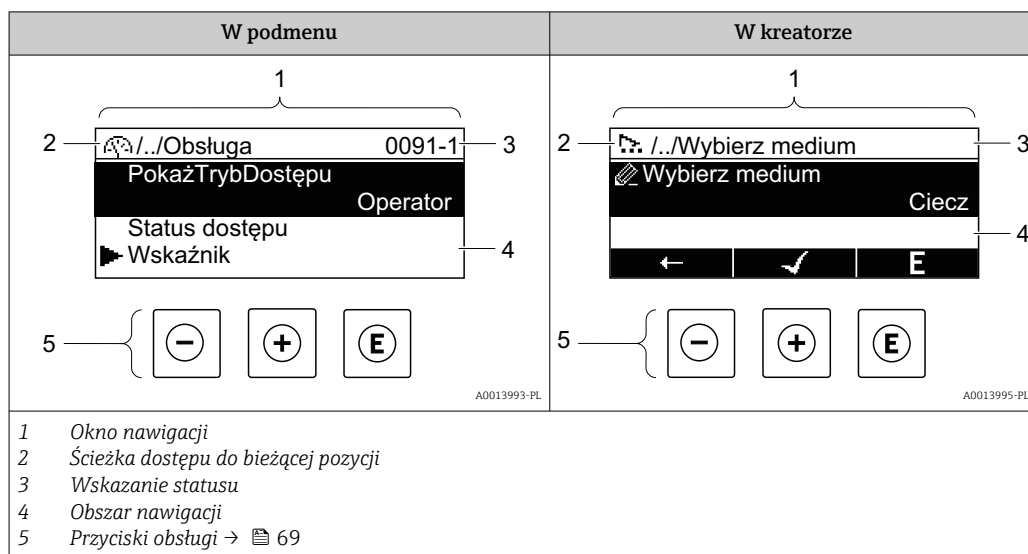 W podmenu
W kreatorze
1
2
/../Obsługa 0091-1
3
PokażTrybDostępu
Operator
Status dostępu
Wskaźnik
4
5
- + E
A0013993-PL
1
2
/../Wybierz medium
3
Wybierz medium
Ciecz
4
← ✓ E
5
- + E
A0013995-PL
1 Okno nawigacji
2 Ścieżka dostępu do bieżącej pozycji
3 Wskazanie statusu
4 Obszar nawigacji
5 Przyciski obsługi → 69